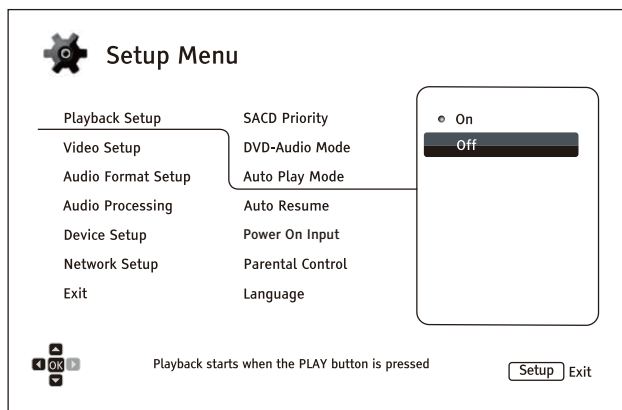 Setup Menu
Playback Setup
Video Setup
Audio Format Setup
Audio Processing
Device Setup
Network Setup
Exit
SACD Priority
DVD-Audio Mode
Auto Play Mode
Auto Resume
Power On Input
Parental Control
Language
On
Off
OK
Playback starts when the PLAY button is pressed
Setup Exit